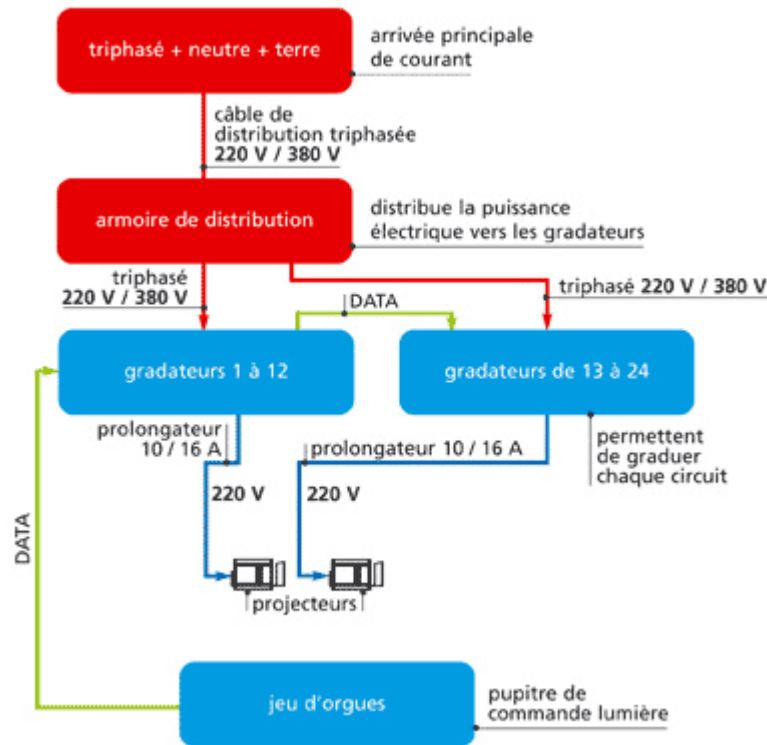 triphasé + neutre + terre
arrivée principale
de courant
câble de
distribution triphasée
220 V / 380 V
armoire de distribution
distribue la puissance
électrique vers les gradateurs
triphasé
220 V / 380 V
triphasé 220 V / 380 V
DATA
gradateurs 1 à 12
gradateurs de 13 à 24
prolongateur
10 / 16 A
prolongateur 10 / 16 A
permettent
de graduer
chaque circuit
220 V
220 V
DATA
projecteurs
jeu d'orgues
pupitre de
commande lumière